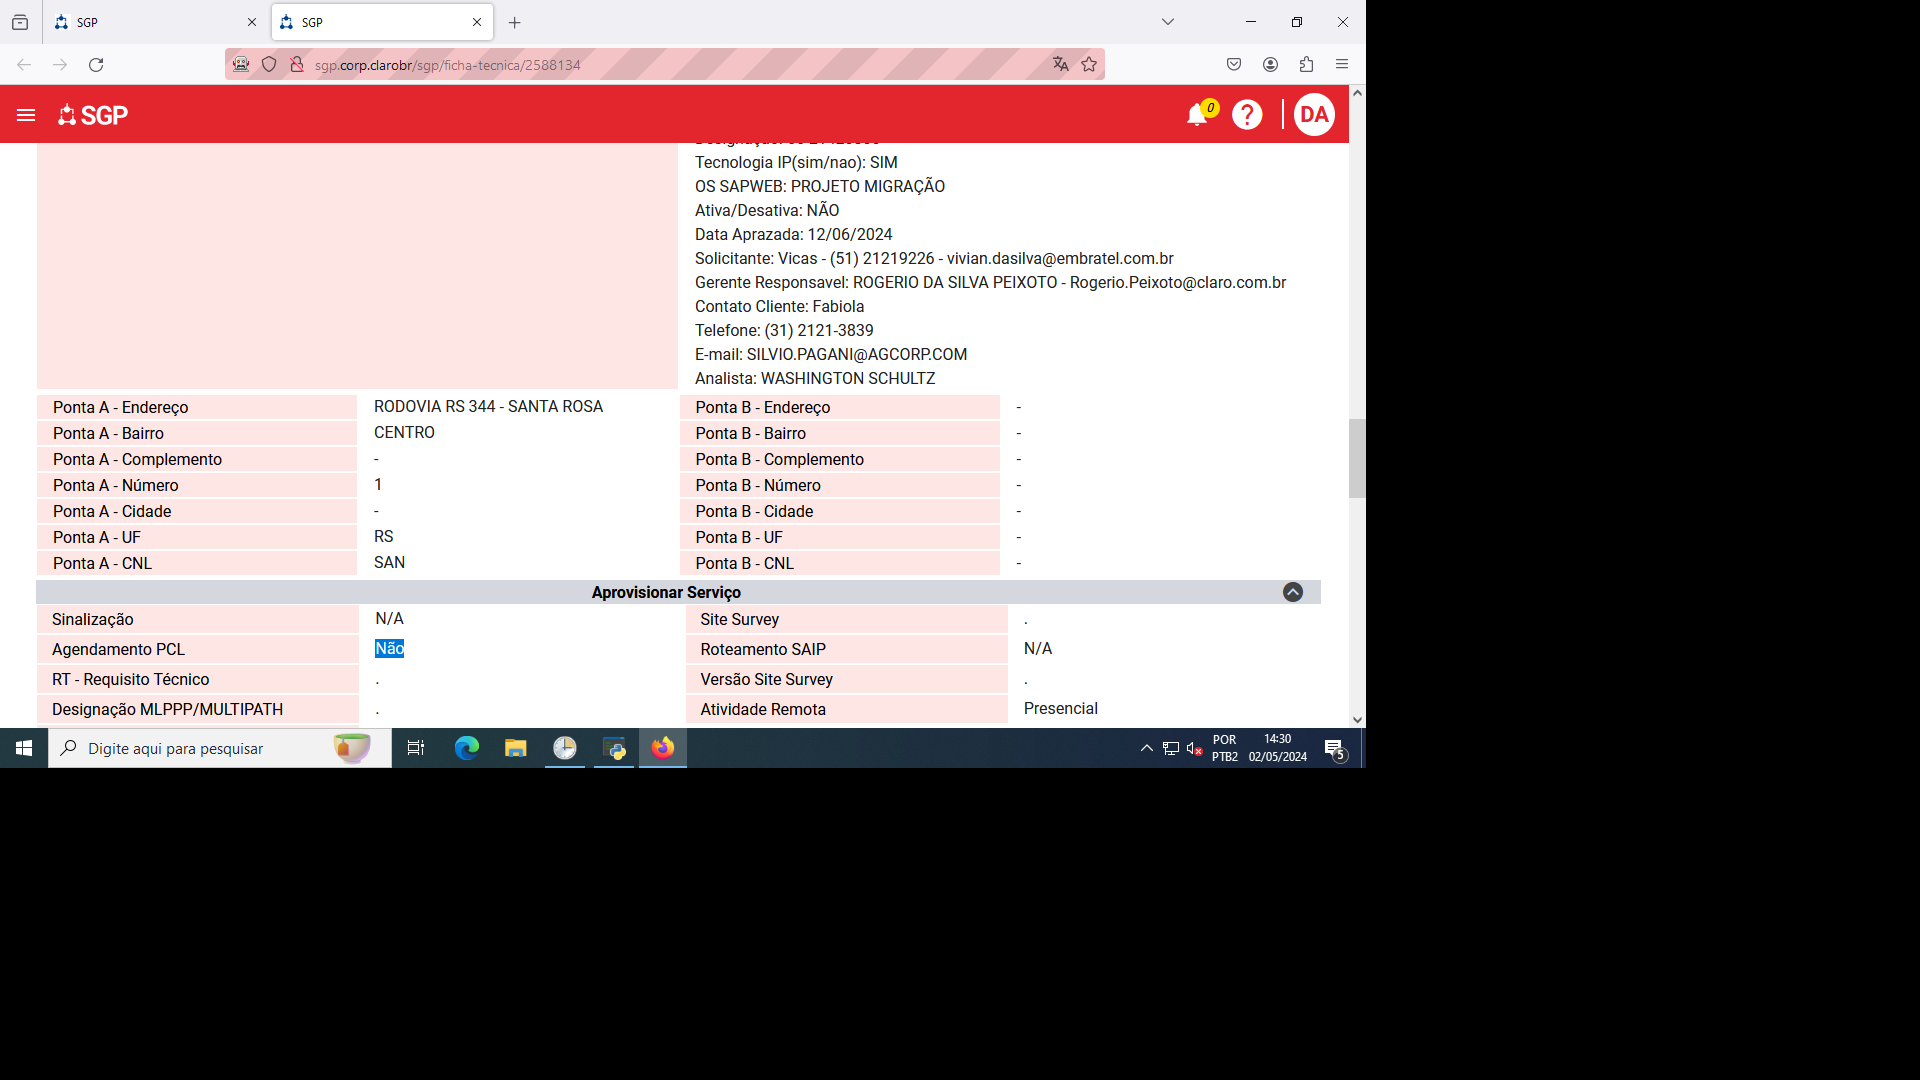 SGP
SGP
sgp.corp.clarobr/sgp/ficha-tecnica/2588134
SGP
0
?
DA
Tecnologia IP(sim/nao): SIM
OS SAPWEB: PROJETO MIGRAÇÃO
Ativa/Desativa: NÃO
Data Aprazada: 12/06/2024
Solicitante: Vicas - (51) 21219226 - vivian.dasilva@embratel.com.br
Gerente Responsavel: ROGERIO DA SILVA PEIXOTO - Rogerio.Peixoto@claro.com.br
Contato Cliente: Fabiola
Telefone: (31) 2121-3839
E-mail: SILVIO.PAGANI@AGCORP.COM
Analista: WASHINGTON SCHULTZ
Ponta A - Endereço RODOVIA RS 344 - SANTA ROSA Ponta B - Endereço -
Ponta A - Bairro CENTRO Ponta B - Bairro -
Ponta A - Complemento - Ponta B - Complemento -
Ponta A - Número 1 Ponta B - Número -
Ponta A - Cidade - Ponta B - Cidade -
Ponta A - UF RS Ponta B - UF -
Ponta A - CNL SAN Ponta B - CNL -
Aprovisionar Serviço
Sinalização N/A Site Survey .
Agendamento PCL Não Roteamento SAIP N/A
RT - Requisito Técnico . Versão Site Survey .
Designação MLPPP/MULTIPATH . Atividade Remota Presencial
Digite aqui para pesquisar
POR
PTB2
14:30
02/05/2024
5